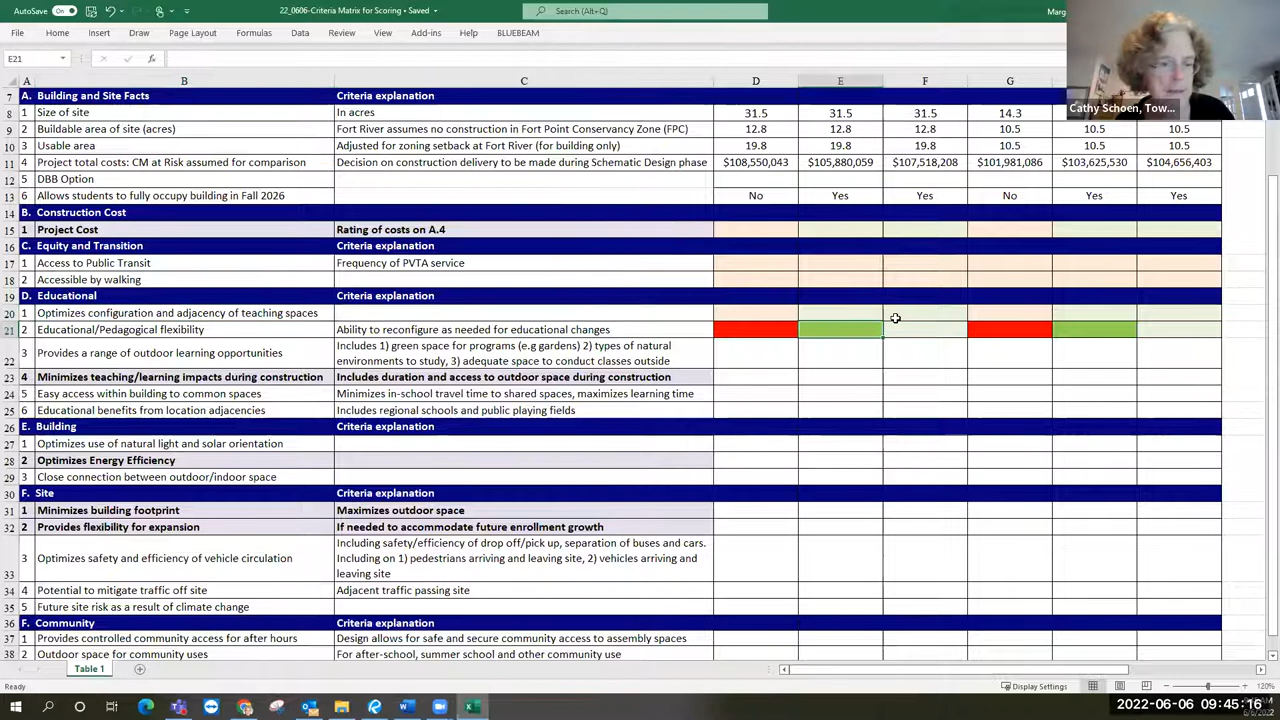 AutoSave On 22_0606-Criteria Matrix for Scoring • Saved Search (Alt+Q) Marg
File Home Insert Draw Page Layout Formulas Data Review View Add-ins Help BLUEBEAM
E21 fx
A B C D E F G
7 A. Building and Site Facts Criteria explanation
8 1 Size of site In acres 31.5 31.5 31.5 14.3
9 2 Buildable area of site (acres) Fort River assumes no construction in Fort Point Conservancy Zone (FPC) 12.8 12.8 12.8 10.5 10.5 10.5
10 3 Usable area Adjusted for zoning setback at Fort River (for building only) 19.8 19.8 19.8 10.5 10.5 10.5
11 4 Project total costs: CM at Risk assumed for comparison Decision on construction delivery to be made during Schematic Design phase $108,550,043 $105,880,059 $107,518,208 $101,981,086 $103,625,530 $104,656,403
12 5 DBB Option
13 6 Allows students to fully occupy building in Fall 2026 No Yes Yes No Yes Yes
14 B. Construction Cost
15 1 Project Cost Rating of costs on A.4
16 C. Equity and Transition Criteria explanation
17 1 Access to Public Transit Frequency of PVTA service
18 2 Accessible by walking
19 D. Educational Criteria explanation
20 1 Optimizes configuration and adjacency of teaching spaces
21 2 Educational/Pedagogical flexibility Ability to reconfigure as needed for educational changes
22 3 Provides a range of outdoor learning opportunities Includes 1) green space for programs (e.g gardens) 2) types of natural
environments to study, 3) adequate space to conduct classes outside
23 4 Minimizes teaching/learning impacts during construction Includes duration and access to outdoor space during construction
24 5 Easy access within building to common spaces Minimizes in-school travel time to shared spaces, maximizes learning time
25 6 Educational benefits from location adjacencies Includes regional schools and public playing fields
26 E. Building Criteria explanation
27 1 Optimizes use of natural light and solar orientation
28 2 Optimizes Energy Efficiency
29 3 Close connection between outdoor/indoor space
30 F. Site Criteria explanation
31 1 Minimizes building footprint Maximizes outdoor space
32 2 Provides flexibility for expansion If needed to accommodate future enrollment growth
33 3 Optimizes safety and efficiency of vehicle circulation Including safety/efficiency of drop off/pick up, separation of buses and cars.
Including on 1) pedestrians arriving and leaving site, 2) vehicles arriving and
leaving site
34 4 Potential to mitigate traffic off site Adjacent traffic passing site
35 5 Future site risk as a result of climate change
36 F. Community Criteria explanation
37 1 Provides controlled community access for after hours Design allows for safe and secure community access to assembly spaces
38 2 Outdoor space for community uses For after-school, summer school and other community use
Cathy Schoen, Tow...
Table 1
Ready Display Settings 120%
2022-06-06 09:45:16